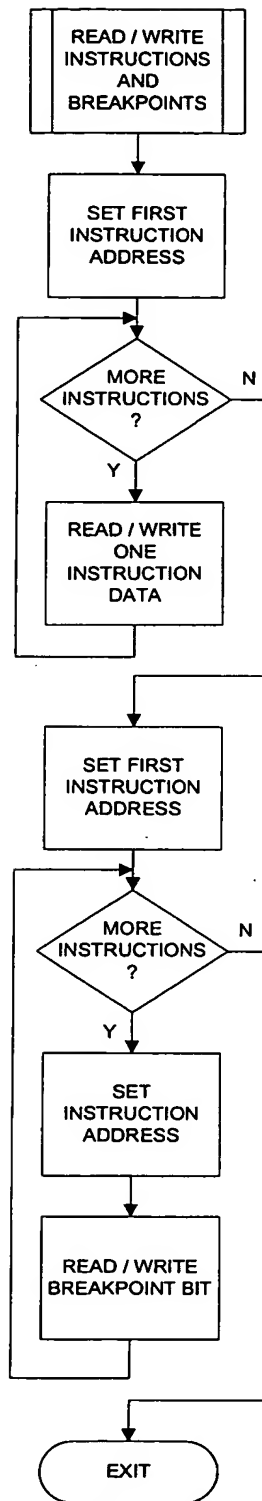 READ / WRITE
INSTRUCTIONS
AND
BREAKPOINTS
SET FIRST
INSTRUCTION
ADDRESS
MORE
INSTRUCTIONS
?
N
Y
READ / WRITE
ONE
INSTRUCTION
DATA
SET FIRST
INSTRUCTION
ADDRESS
MORE
INSTRUCTIONS
?
N
Y
SET
INSTRUCTION
ADDRESS
READ / WRITE
BREAKPOINT BIT
EXIT